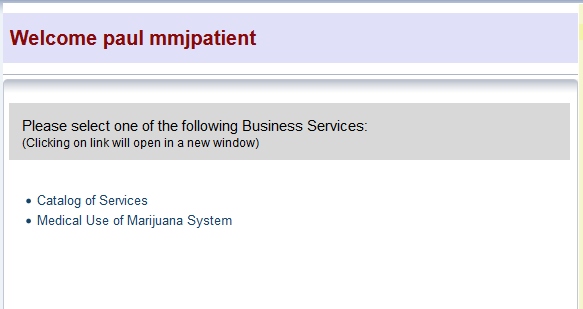 Welcome paul mmjpatient
Please select one of the following Business Services:
(Clicking on link will open in a new window)
• Catalog of Services
• Medical Use of Marijuana System